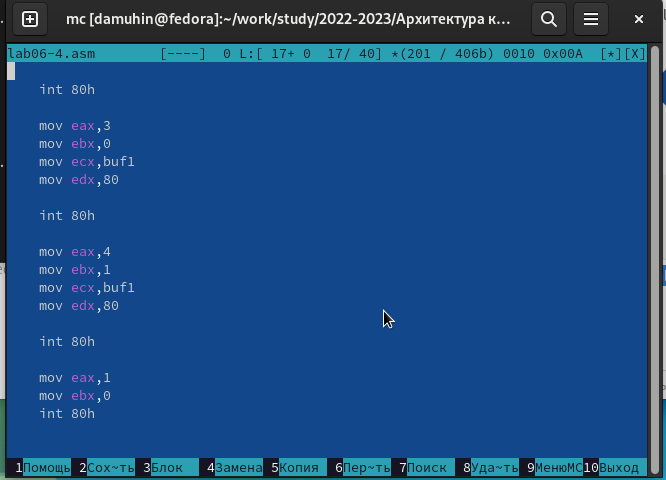 mc [damuhin@fedora]:~/work/study/2022-2023/Архитектура к...
lab06-4.asm [----] 0 L:[ 17+ 0 17/ 40] *(201 / 406b) 0010 0x00A [*][X]
int 80h
mov eax,3
mov ebx,0
mov ecx,buf1
mov edx,80
int 80h
mov eax,4
mov ebx,1
mov ecx,buf1
mov edx,80
int 80h
mov eax,1
mov ebx,0
int 80h
1Помощь 2Сох~ть 3Блок 4Замена 5Копия 6Пер~ть 7Поиск 8Уда~ть 9МенюMC 10Выход